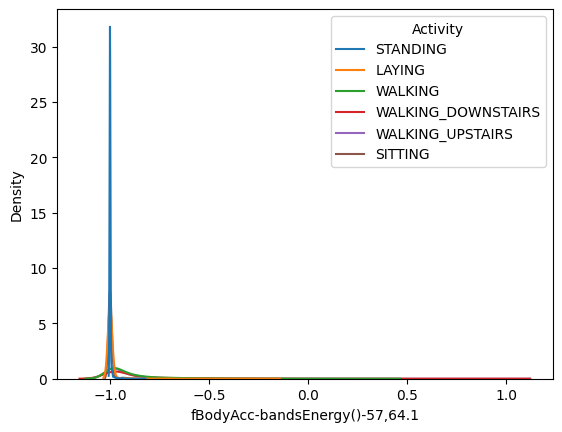 Activity
STANDING
LAYING
WALKING
WALKING_DOWNSTAIRS
WALKING_UPSTAIRS
SITTING
30
25
20
15
10
5
0
Density
−1.0 −0.5 0.0 0.5 1.0
fBodyAcc-bandsEnergy()-57,64.1